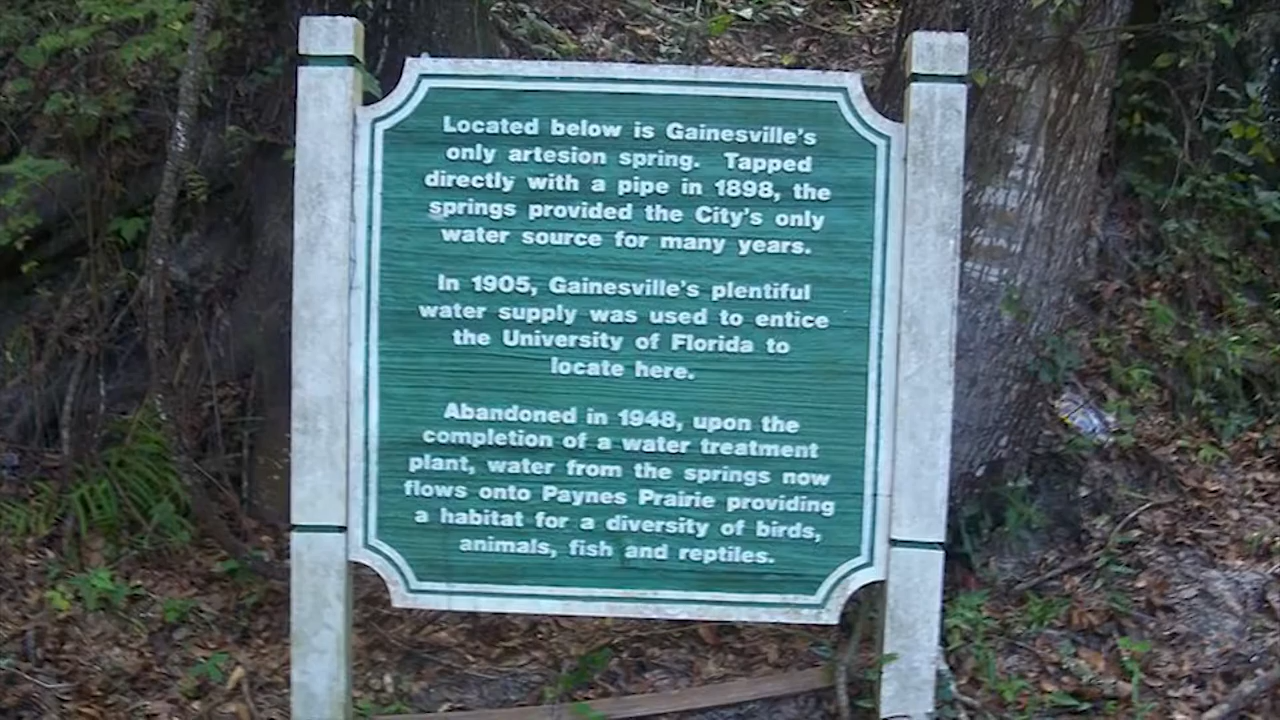 Located below is Gainesville's
only artesion spring. Tapped
directly with a pipe in 1898, the
springs provided the City's only
water source for many years.
In 1905, Gainesville's plentiful
water supply was used to entice
the University of Florida to
locate here.
Abandoned in 1948, upon the
completion of a water treatment
plant, water from the springs now
flows onto Paynes Prairie providing
a habitat for a diversity of birds,
animals, fish and reptiles.